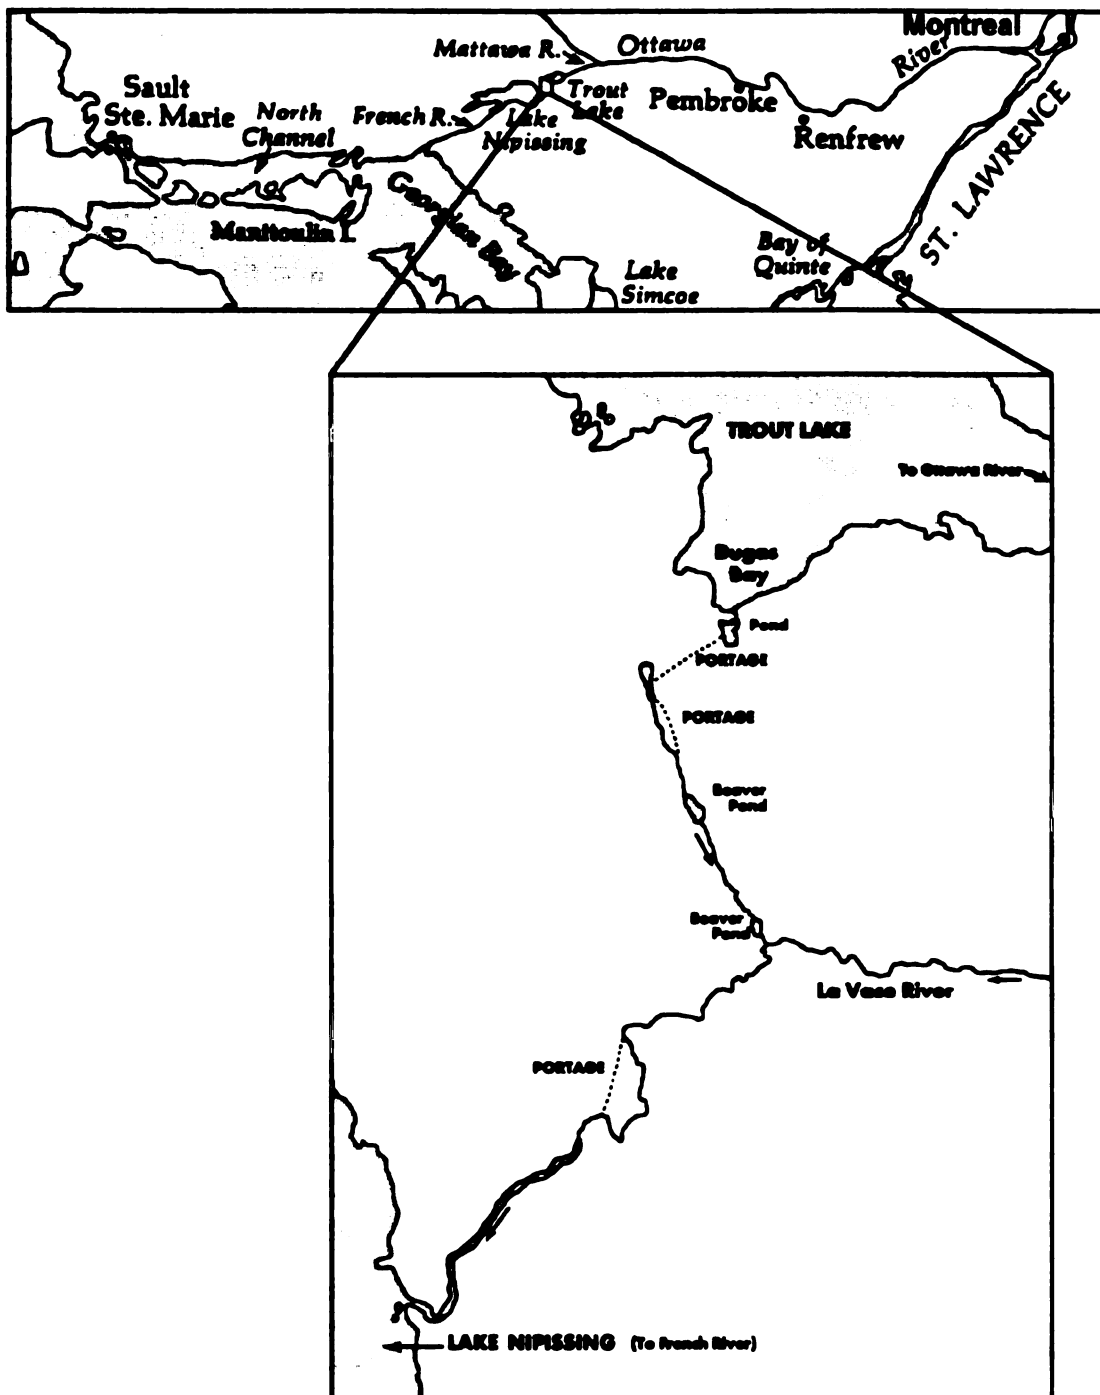 Montreal
Mattawa R.
Ottawa
River
Sault
Ste. Marie
North
Channel
French R.
Trout
Lake
Lake
Nipissing
Pembroke
Renfrew
ST. LAWRENCE
Georgian Bay
Manitoulin I.
Bay of
Quinte
Lake
Simcoe
TROUT LAKE
To Ottawa River
Dugas
Bay
Pond
PORTAGE
PORTAGE
Beaver
Pond
Beaver
Pond
La Vase River
PORTAGE
LAKE NIPISSING (To French River)